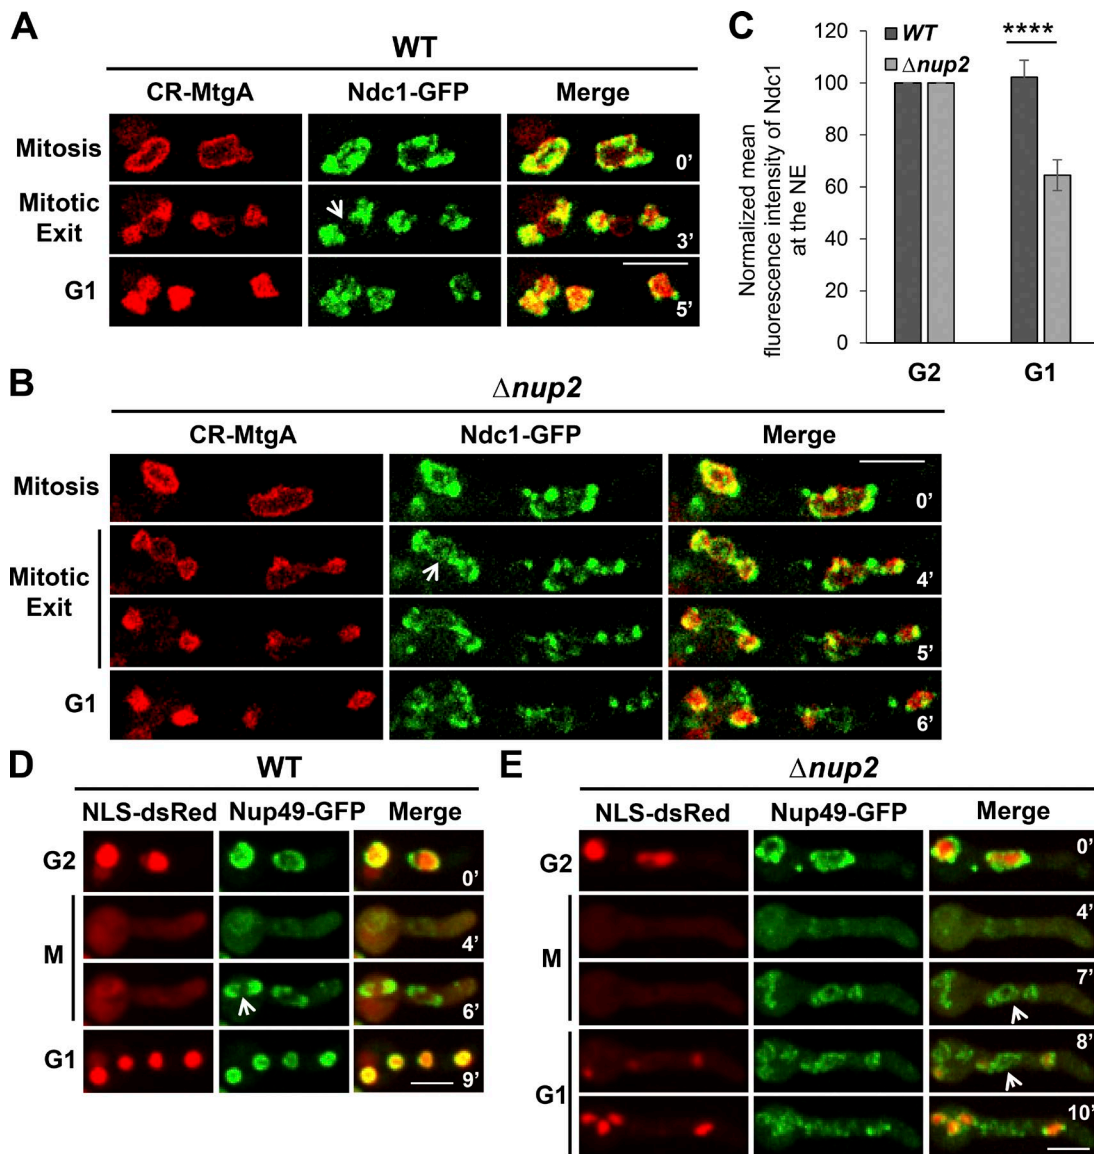 A
WT
CR-MtgA Ndc1-GFP Merge
Mitosis
0’
Mitotic
Exit
3’
G1
5’
C
Normalized mean
fluorescence intensity of Ndc1
at the NE
120
100
80
60
40
20
0
WT
Δnup2
****
G2 G1
B
Δnup2
CR-MtgA Ndc1-GFP Merge
Mitosis
0’
Mitotic
Exit
4’
5’
G1
6’
D
WT
NLS-dsRed Nup49-GFP Merge
G2
0’
M
4’
6’
G1
9’
E
Δnup2
NLS-dsRed Nup49-GFP Merge
G2
0’
M
4’
7’
G1
8’
10’